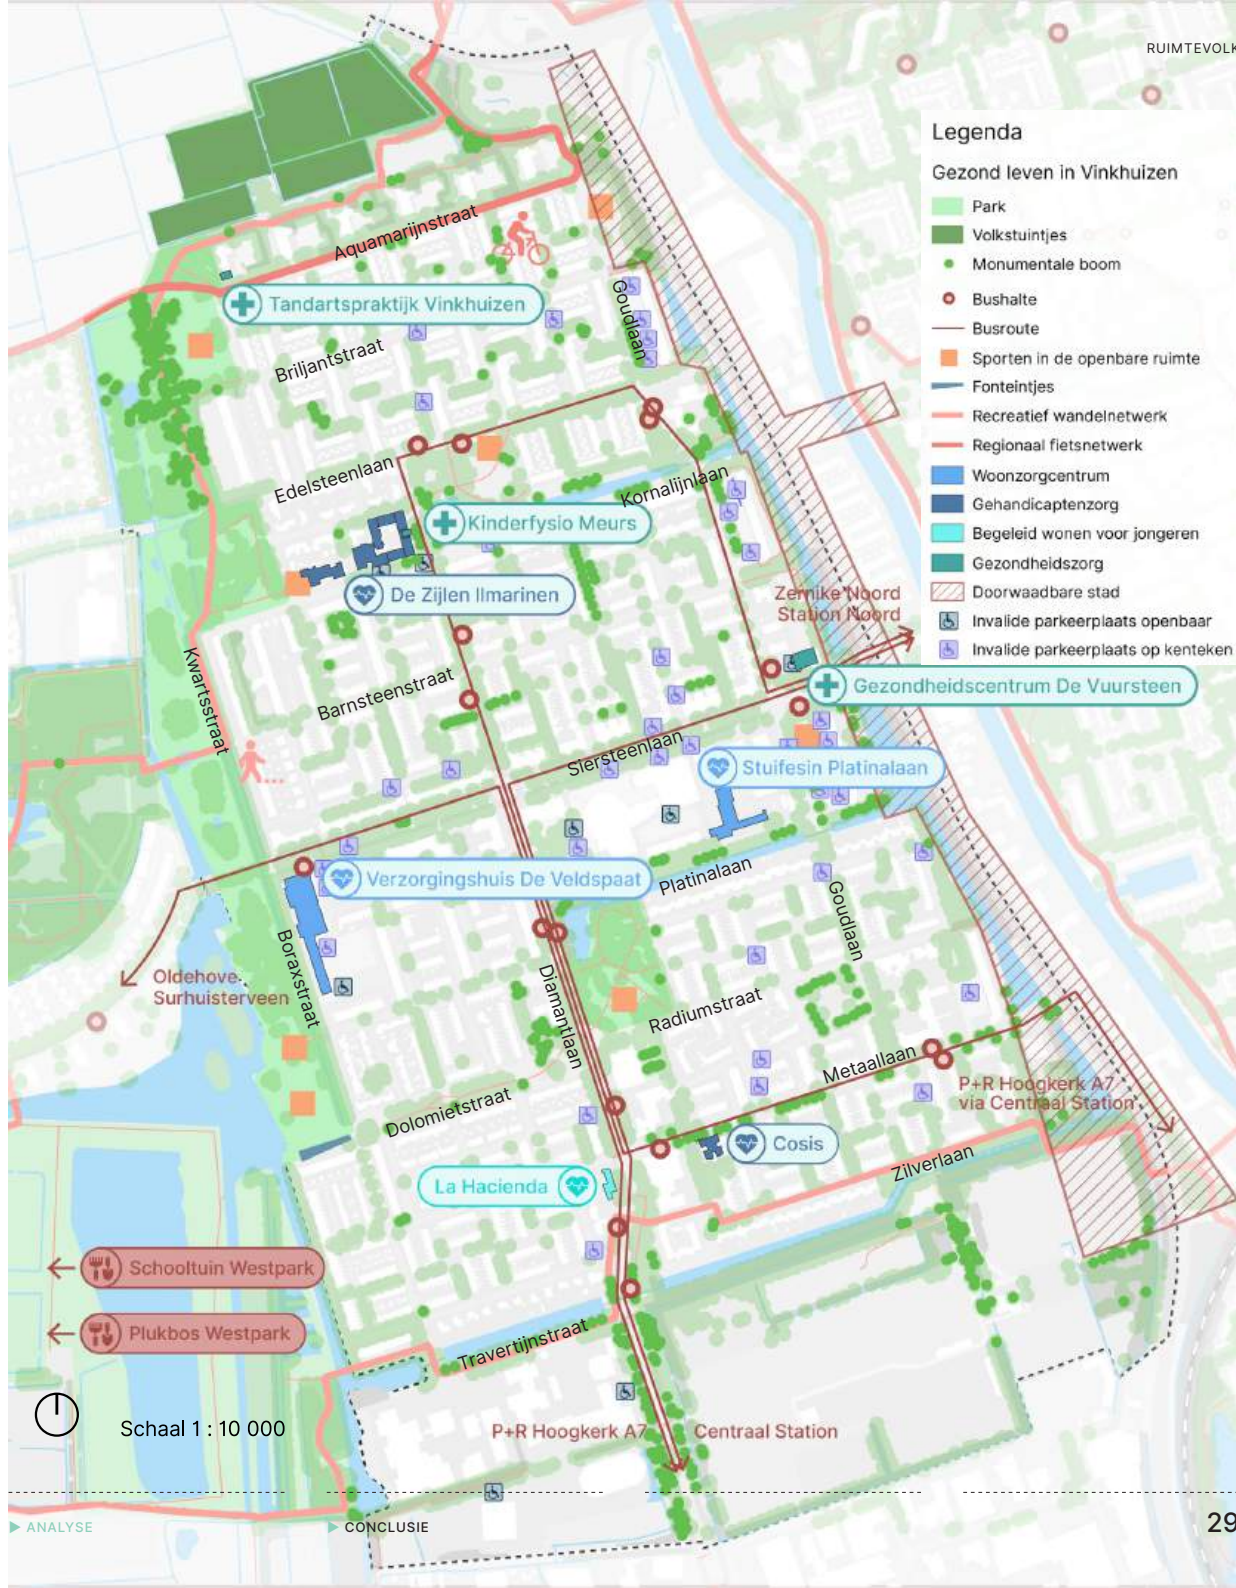 RUIMTEVOLK
Legenda
Gezond leven in Vinkhuizen
Park
Volkstuintjes
Monumentale boom
Bushalte
Busroute
Sporten in de openbare ruimte
Fonteintjes
Recreatief wandelnetwerk
Regionaal fietsnetwerk
Woonzorgcentrum
Gehandicaptenzorg
Begeleid wonen voor jongeren
Gezondheidszorg
Doorwaadbare stad
Invalide parkeerplaats openbaar
Invalide parkeerplaats op kenteken
Aquamarijnstraat
Tandartspraktijk Vinkhuizen
Goudlaan
Briljantstraat
Edelsteenlaan
Kornalijnlaan
Kinderfysio Meurs
De Zijlen Ilmarinen
Zernike Noord
Station Noord
Kwartsstraat
Barnsteenstraat
Gezondheidscentrum De Vuursteen
Siersteenlaan
Stuifesin Platinalaan
Verzorgingshuis De Veldspaat
Platinalaan
Goudlaan
Boraxstraat
Oldehove
Surhuisterveen
Diamantlaan
Radiumstraat
Metaallaan
P+R Hoogkerk A7
via Centraal Station
Dolomietstraat
Cosis
Zilverlaan
La Hacienda
Schooltuin Westpark
Plukbos Westpark
Travertijnstraat
Schaal 1 : 10 000
P+R Hoogkerk A7
Centraal Station
ANALYSE
CONCLUSIE
29